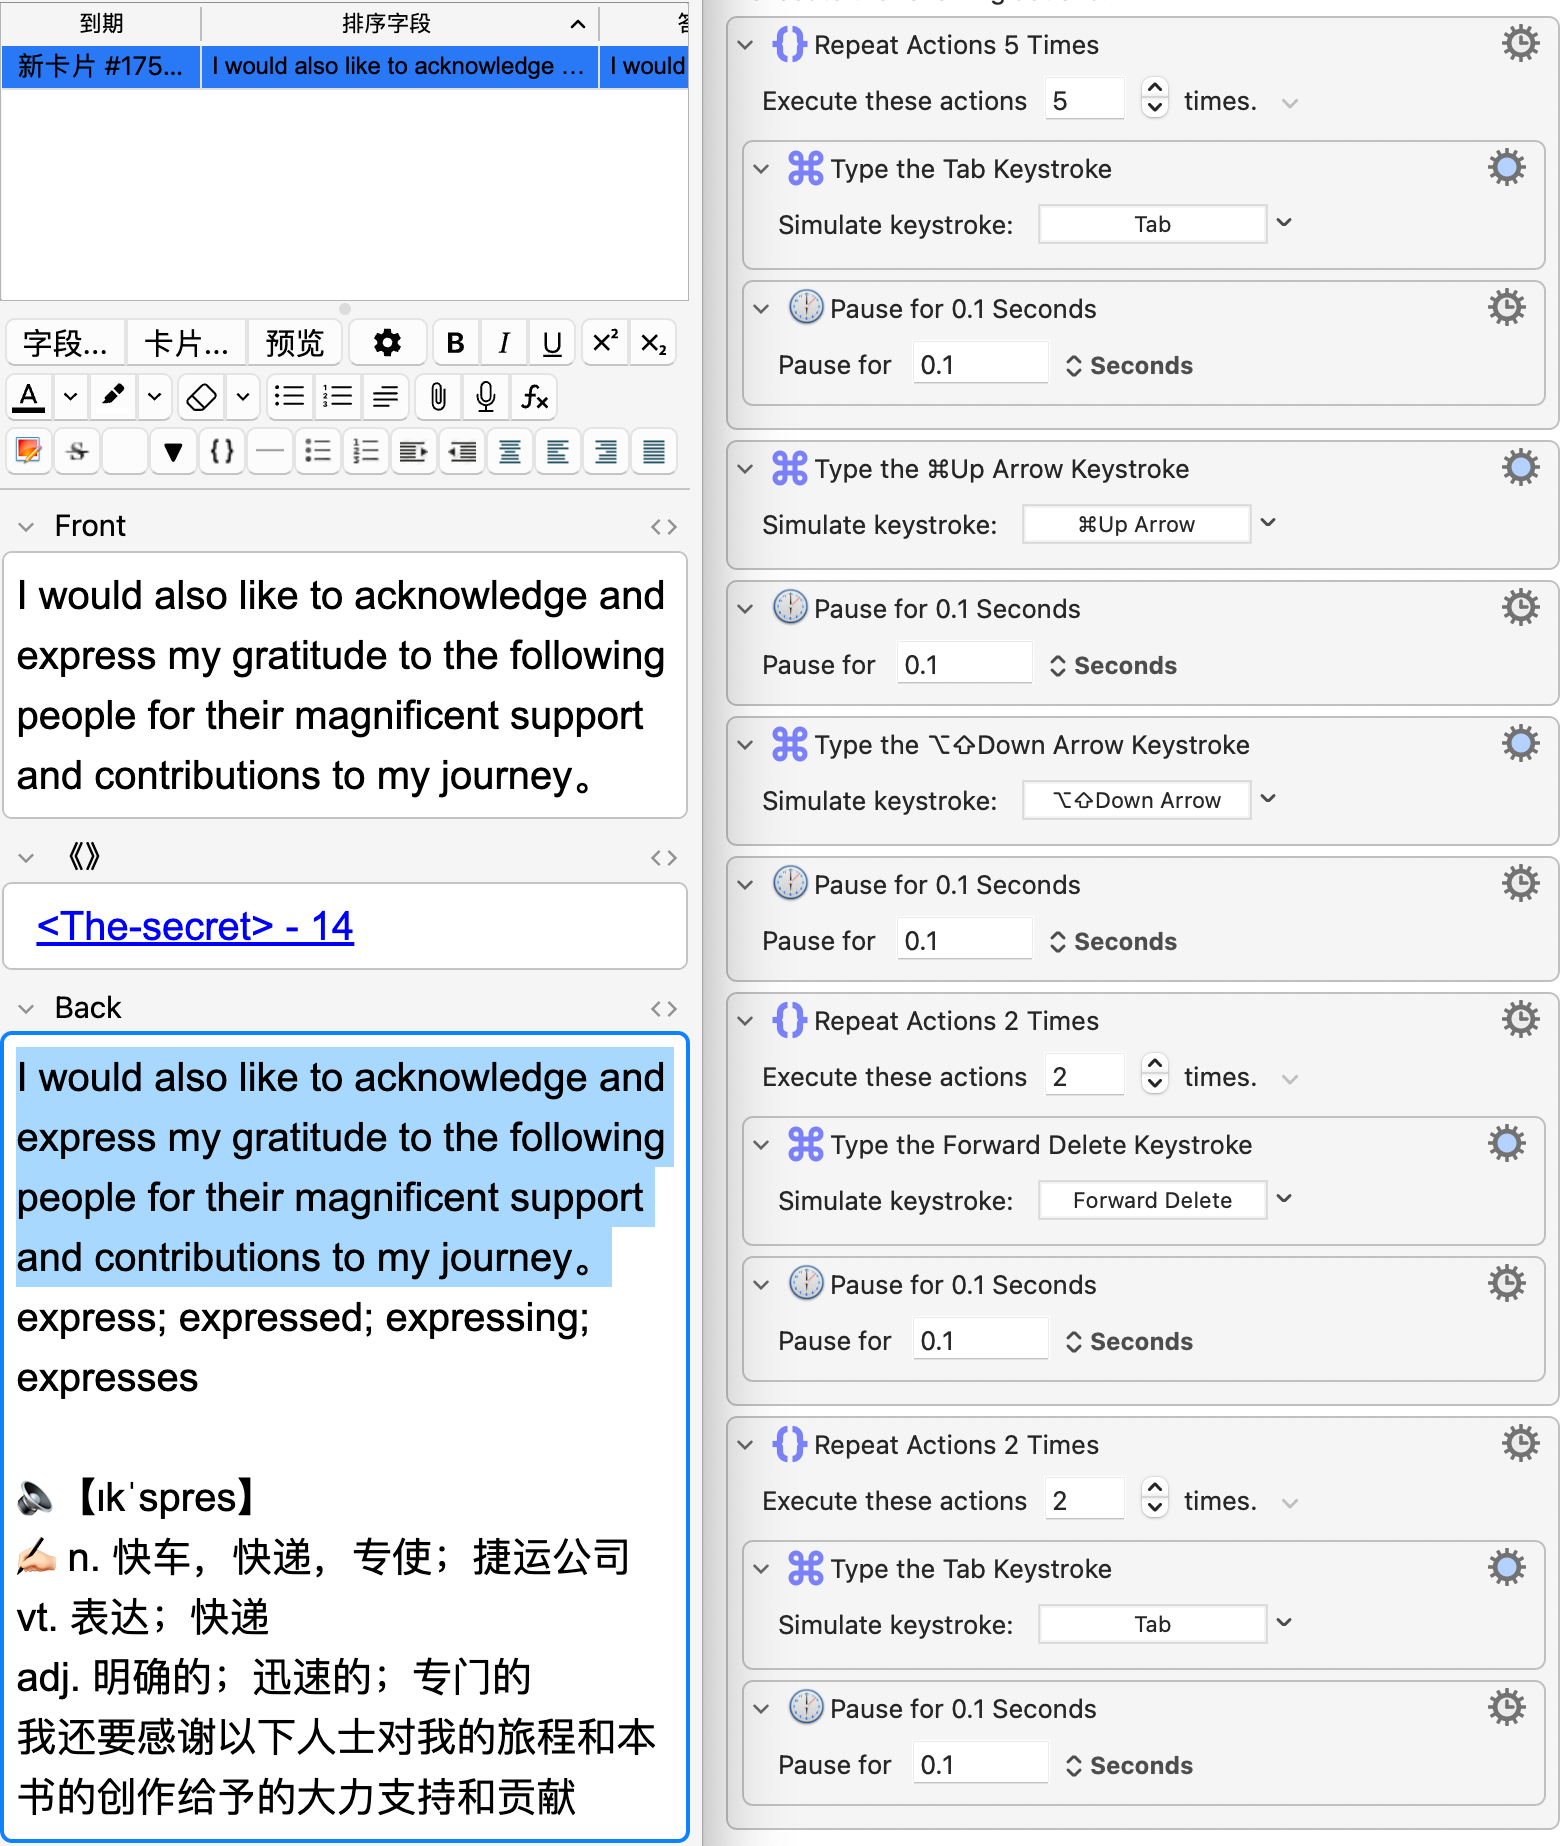 到期
排序字段
新卡片 #175...
I would also like to acknowledge ...
I would
字段...
卡片...
预览
B
I
U
x²
x₂
A
fx
S
{}
Front
<>
I would also like to acknowledge and
express my gratitude to the following
people for their magnificent support
and contributions to my journey。
《》
<>
<The-secret> - 14
Back
<>
I would also like to acknowledge and
express my gratitude to the following
people for their magnificent support
and contributions to my journey。
express; expressed; expressing;
expresses
🔈【ɪkˈspres】
✍🏻 n. 快车，快递，专使；捷运公司
vt. 表达；快递
adj. 明确的；迅速的；专门的
我还要感谢以下人士对我的旅程和本
书的创作给予的大力支持和贡献
Repeat Actions 5 Times
Execute these actions 5 times.
Type the Tab Keystroke
Simulate keystroke: Tab
Pause for 0.1 Seconds
Pause for 0.1 Seconds
Type the ⌘Up Arrow Keystroke
Simulate keystroke: ⌘Up Arrow
Pause for 0.1 Seconds
Pause for 0.1 Seconds
Type the ⌥⇧Down Arrow Keystroke
Simulate keystroke: ⌥⇧Down Arrow
Pause for 0.1 Seconds
Pause for 0.1 Seconds
Repeat Actions 2 Times
Execute these actions 2 times.
Type the Forward Delete Keystroke
Simulate keystroke: Forward Delete
Pause for 0.1 Seconds
Pause for 0.1 Seconds
Repeat Actions 2 Times
Execute these actions 2 times.
Type the Tab Keystroke
Simulate keystroke: Tab
Pause for 0.1 Seconds
Pause for 0.1 Seconds